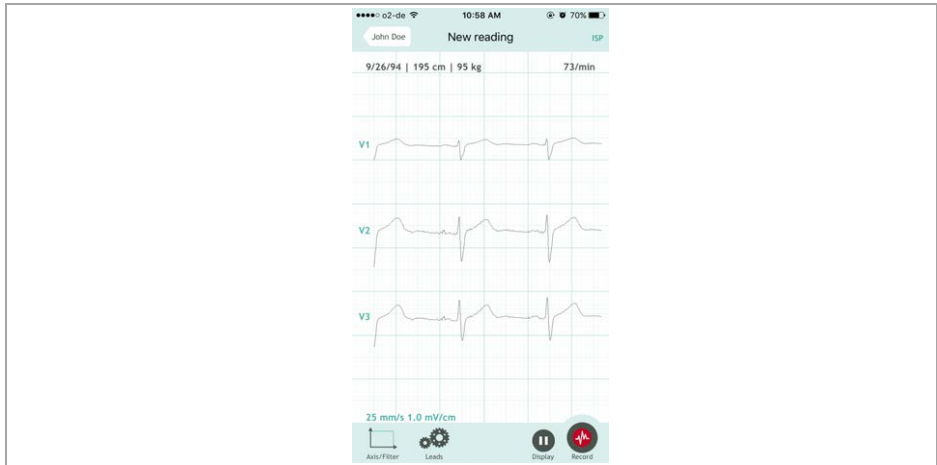 o2-de 10:58 AM 70%
John Doe New reading ISP
9/26/94 | 195 cm | 95 kg 73/min
V1
V2
V3
25 mm/s 1.0 mV/cm
Axis/Filter Leads Display Record